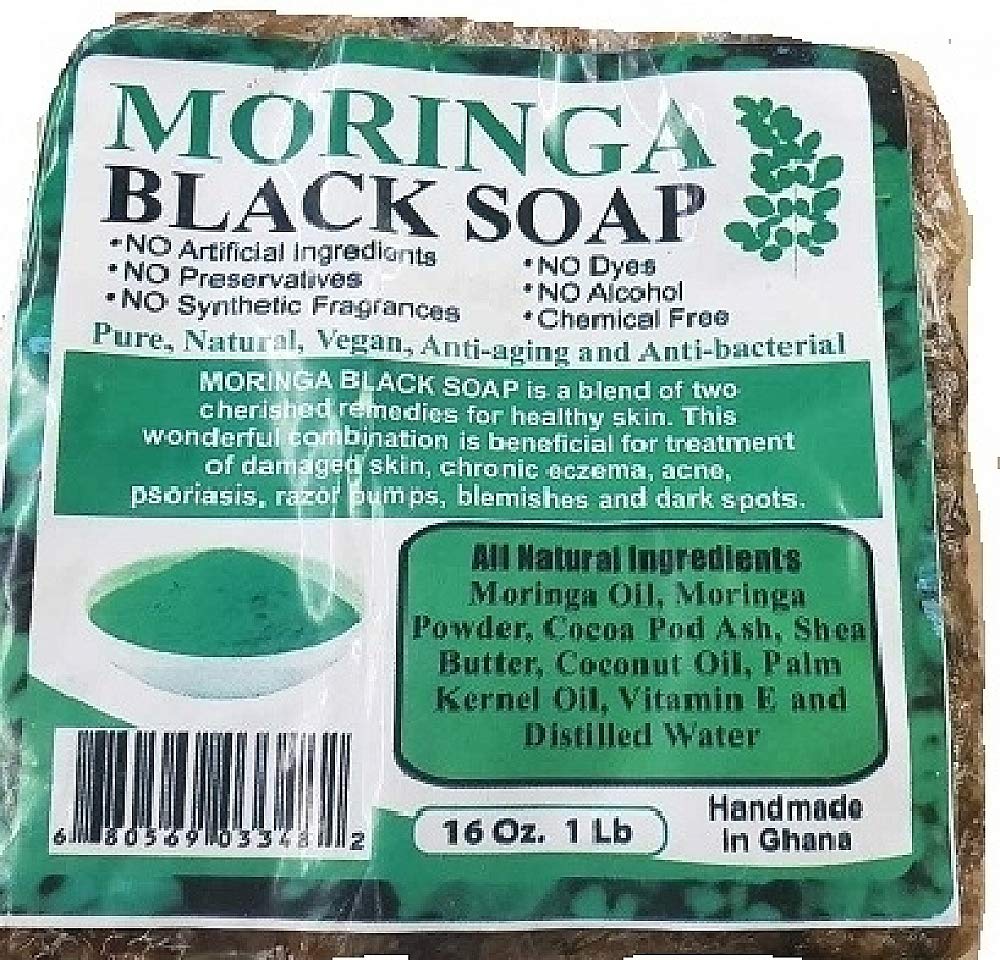 MORINGA
BLACK SOAP
•NO Artificial Ingredients
•NO Preservatives
•NO Synthetic Fragrances
•NO Dyes
•NO Alcohol
•Chemical Free
Pure, Natural, Vegan, Anti-aging and Anti-bacterial
MORINGA BLACK SOAP is a blend of two
cherished remedies for healthy skin. This
wonderful combination is beneficial for treatment
of damaged skin, chronic eczema, acne,
psoriasis, razor bumps, blemishes and dark spots.
All Natural Ingredients
Moringa Oil, Moringa
Powder, Cocoa Pod Ash, Shea
Butter, Coconut Oil, Palm
Kernel Oil, Vitamin E and
Distilled Water
16 Oz. 1 Lb
Handmade
in Ghana